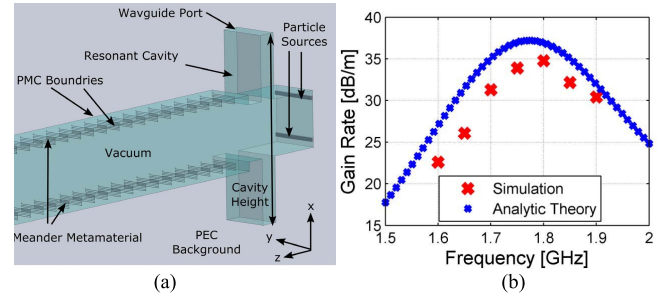 Waveguide Port
Particle
Sources
Resonant Cavity
PMC Boundries
Vacuum
Cavity
Height
Meander Metamaterial
PEC
Background
x
y
z
(a)
40
35
30
25
20
15
Gain Rate [dB/m]
Simulation
Analytic Theory
1.5
1.6
1.7
1.8
1.9
2
Frequency [GHz]
(b)